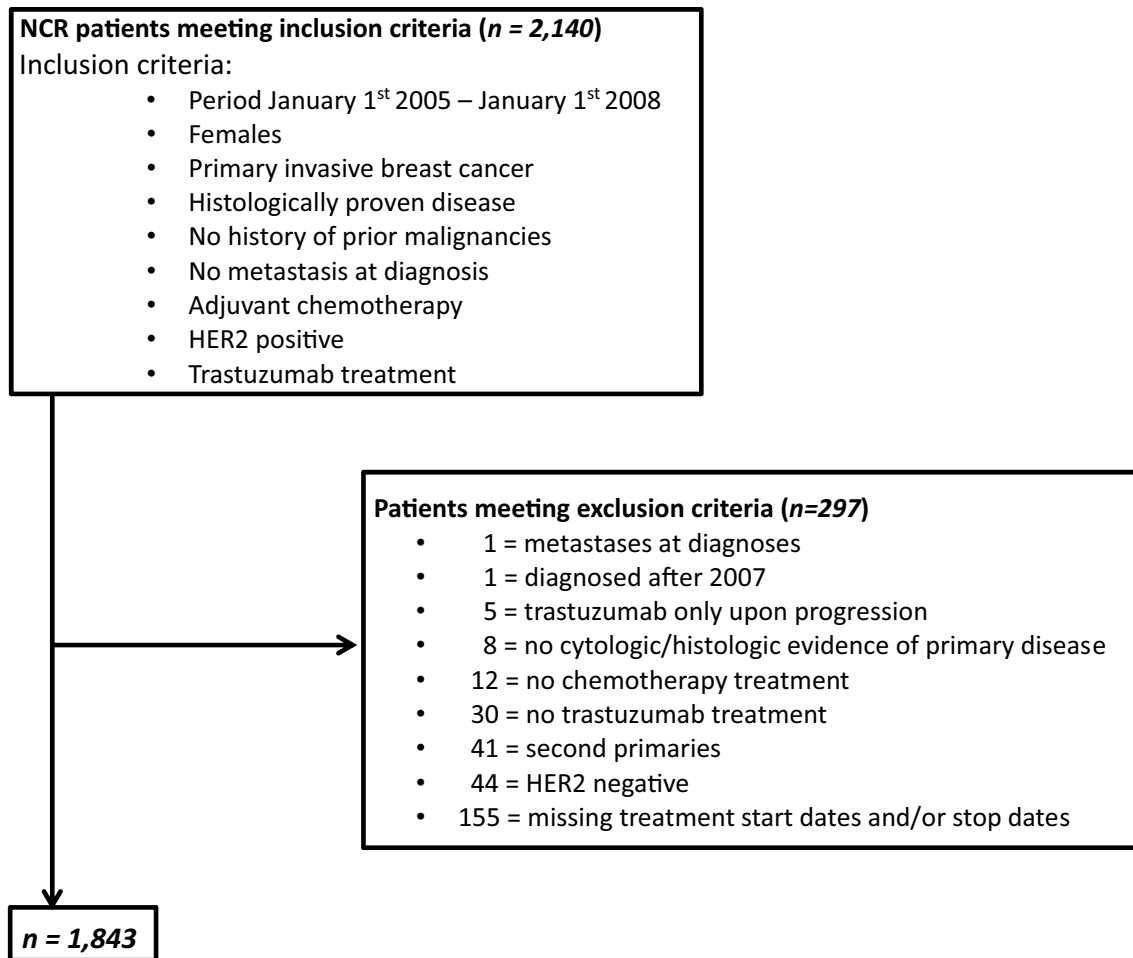 NCR patients meeting inclusion criteria (n = 2,140)
Inclusion criteria:
• Period January 1st 2005 – January 1st 2008
• Females
• Primary invasive breast cancer
• Histologically proven disease
• No history of prior malignancies
• No metastasis at diagnosis
• Adjuvant chemotherapy
• HER2 positive
• Trastuzumab treatment
Patients meeting exclusion criteria (n=297)
• 1 = metastases at diagnoses
• 1 = diagnosed after 2007
• 5 = trastuzumab only upon progression
• 8 = no cytologic/histologic evidence of primary disease
• 12 = no chemotherapy treatment
• 30 = no trastuzumab treatment
• 41 = second primaries
• 44 = HER2 negative
• 155 = missing treatment start dates and/or stop dates
n = 1,843